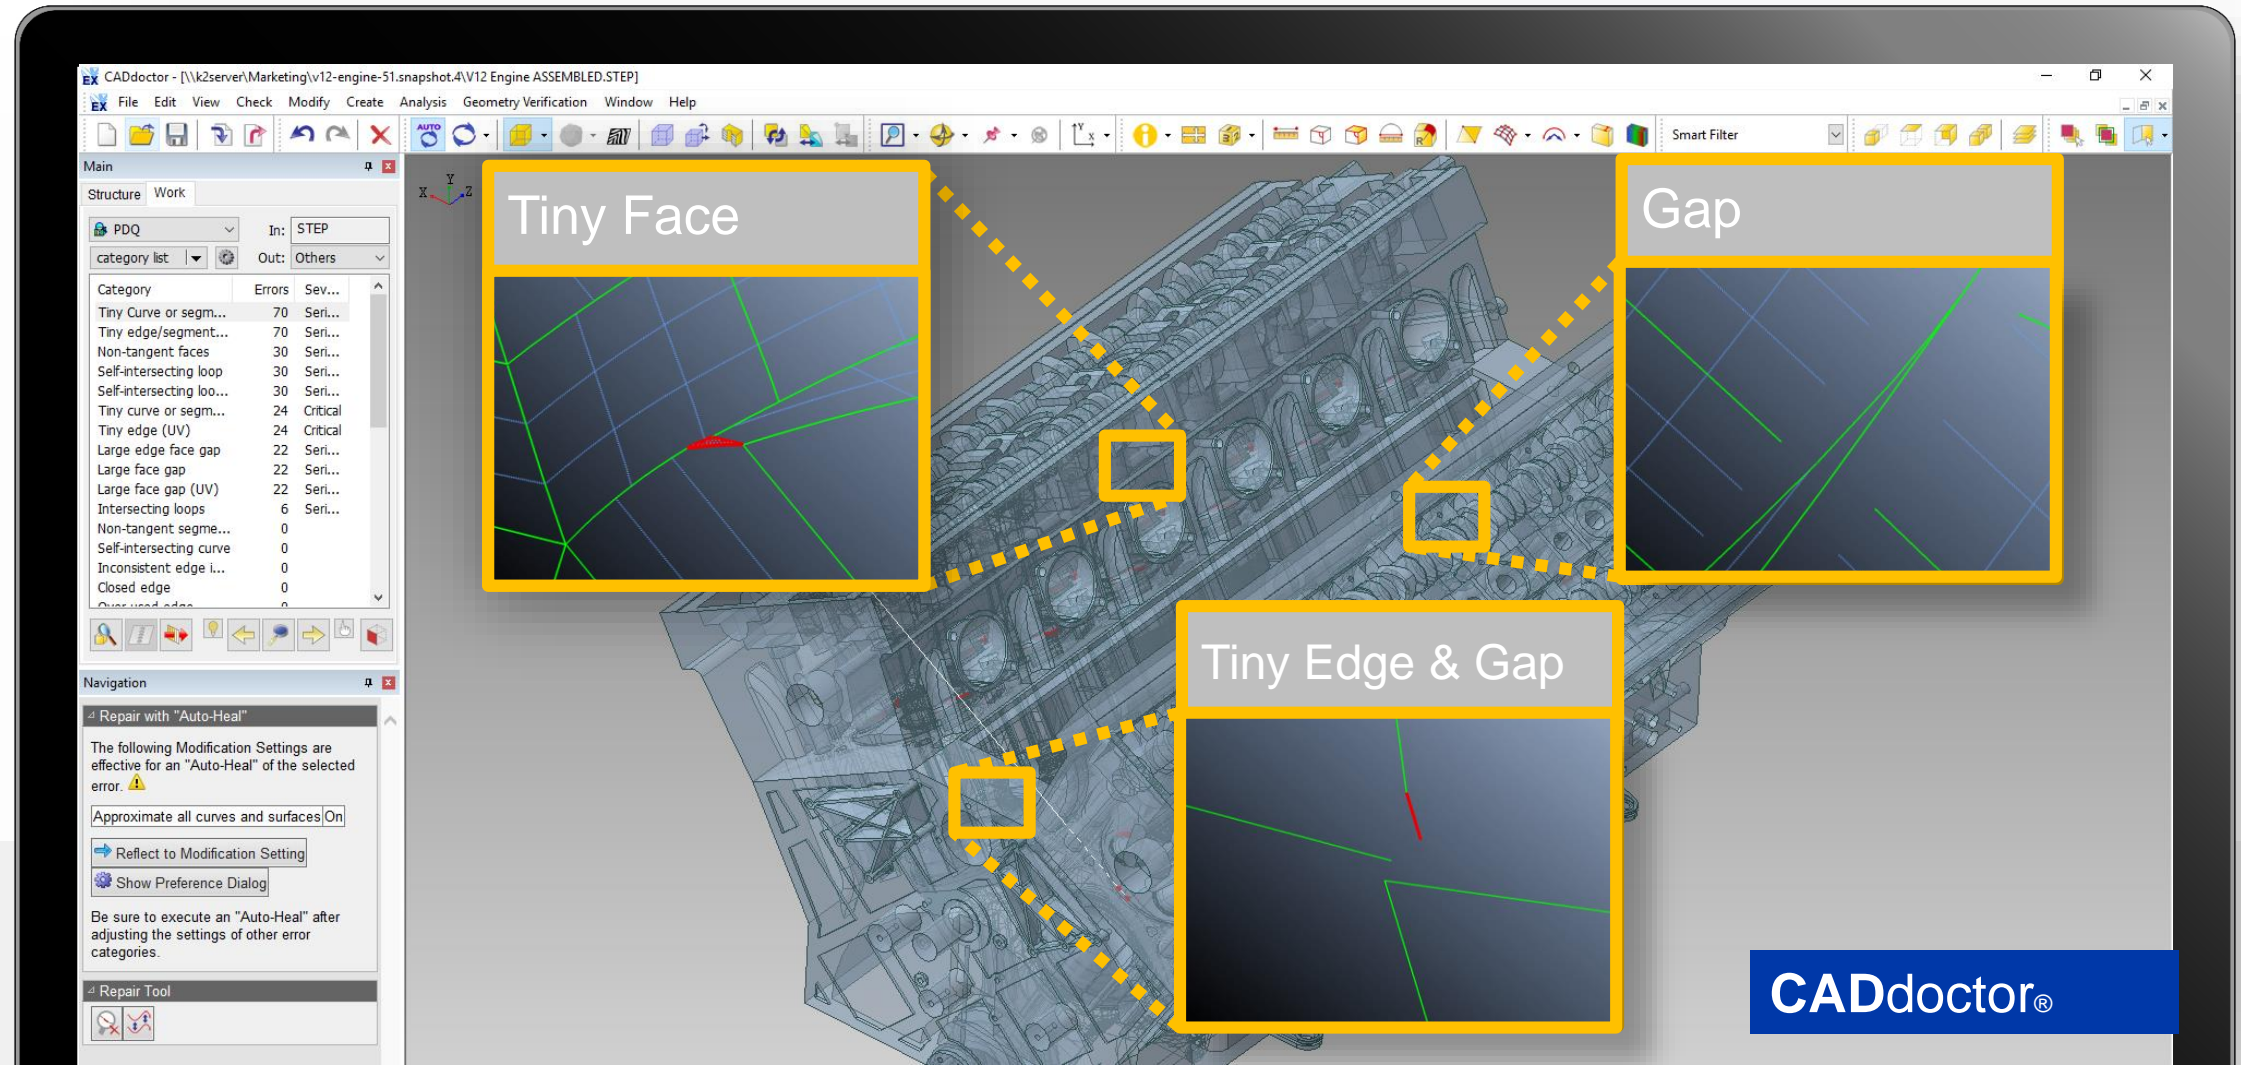 EX CADdoctor - [\\k2server\Marketing\v12-engine-51.snapshot.4\V12 Engine ASSEMBLED.STEP]
EX File Edit View Check Modify Create Analysis Geometry Verification Window Help
AUTO
Smart Filter
Main
Structure Work
PDQ In: STEP
category list Out: Others
Category Errors Sev...
Tiny Curve or segm... 70 Seri...
Tiny edge/segment... 70 Seri...
Non-tangent faces 30 Seri...
Self-intersecting loop 30 Seri...
Self-intersecting loo... 30 Seri...
Tiny curve or segm... 24 Critical
Tiny edge (UV) 24 Critical
Large edge face gap 22 Seri...
Large face gap 22 Seri...
Large face gap (UV) 22 Seri...
Intersecting loops 6 Seri...
Non-tangent segme... 0
Self-intersecting curve 0
Inconsistent edge i... 0
Closed edge 0
Over used edge 0
Navigation
Repair with "Auto-Heal"
The following Modification Settings are
effective for an "Auto-Heal" of the selected
error.
Approximate all curves and surfaces On
Reflect to Modification Setting
Show Preference Dialog
Be sure to execute an "Auto-Heal" after
adjusting the settings of other error
categories.
Repair Tool
Y
X Z
Tiny Face
Gap
Tiny Edge & Gap
CADdoctor®